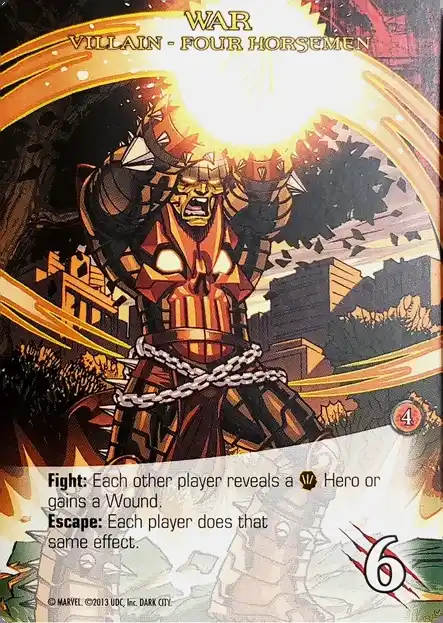 WAR
VILLAIN - FOUR HORSEMEN
4
Fight: Each other player reveals a Hero or
gains a Wound.
Escape: Each player does that
same effect.
6
© MARVEL. ©2013 UDC, Inc. DARK CITY.